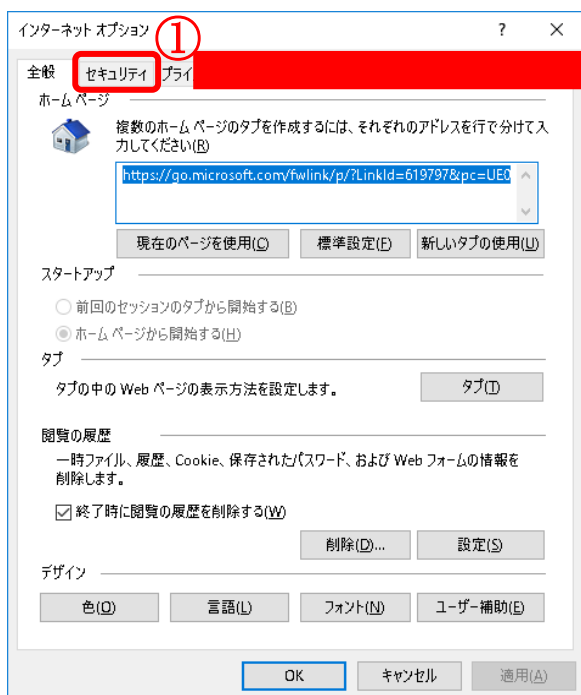 インターネット オプション
①
? ×
全般 セキュリティ プライ
ホーム ページ
複数のホーム ページのタブを作成するには、それぞれのアドレスを行で分けて入
力してください(R)
https://go.microsoft.com/fwlink/p/?LinkId=619797&pc=UE0
現在のページを使用(C) 標準設定(F) 新しいタブの使用(U)
スタートアップ
前回のセッションのタブから開始する(B)
ホーム ページから開始する(H)
タブ
タブの中の Web ページの表示方法を設定します。 タブ(T)
閲覧の履歴
一時ファイル、履歴、Cookie、保存されたパスワード、および Web フォームの情報を
削除します。
終了時に閲覧の履歴を削除する(W)
削除(D)... 設定(S)
デザイン
色(O) 言語(L) フォント(N) ユーザー補助(E)
OK キャンセル 適用(A)